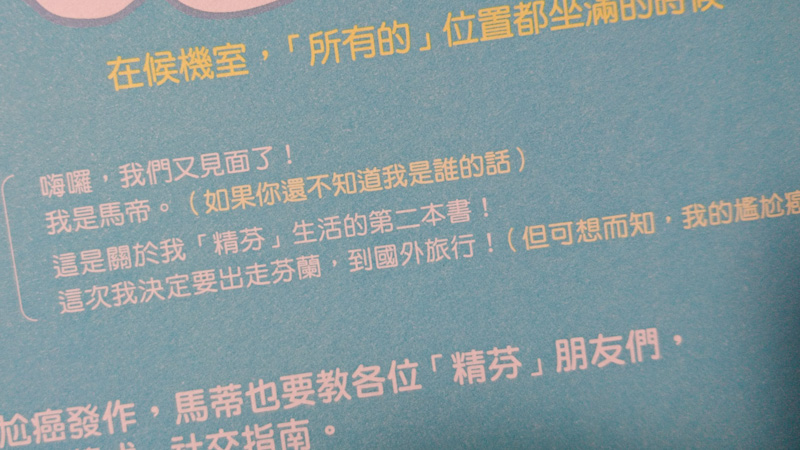 在候機室，「所有的」位置都坐滿的時候
嗨囉，我們又見面了！
我是馬帝。（如果你還不知道我是誰的話）
這是關於我「精芬」生活的第二本書！
這次我決定要出走芬蘭，到國外旅行！（但可想而知，我的尷尬癌
尬癌發作，馬蒂也要教各位「精芬」朋友們，
社交指南。